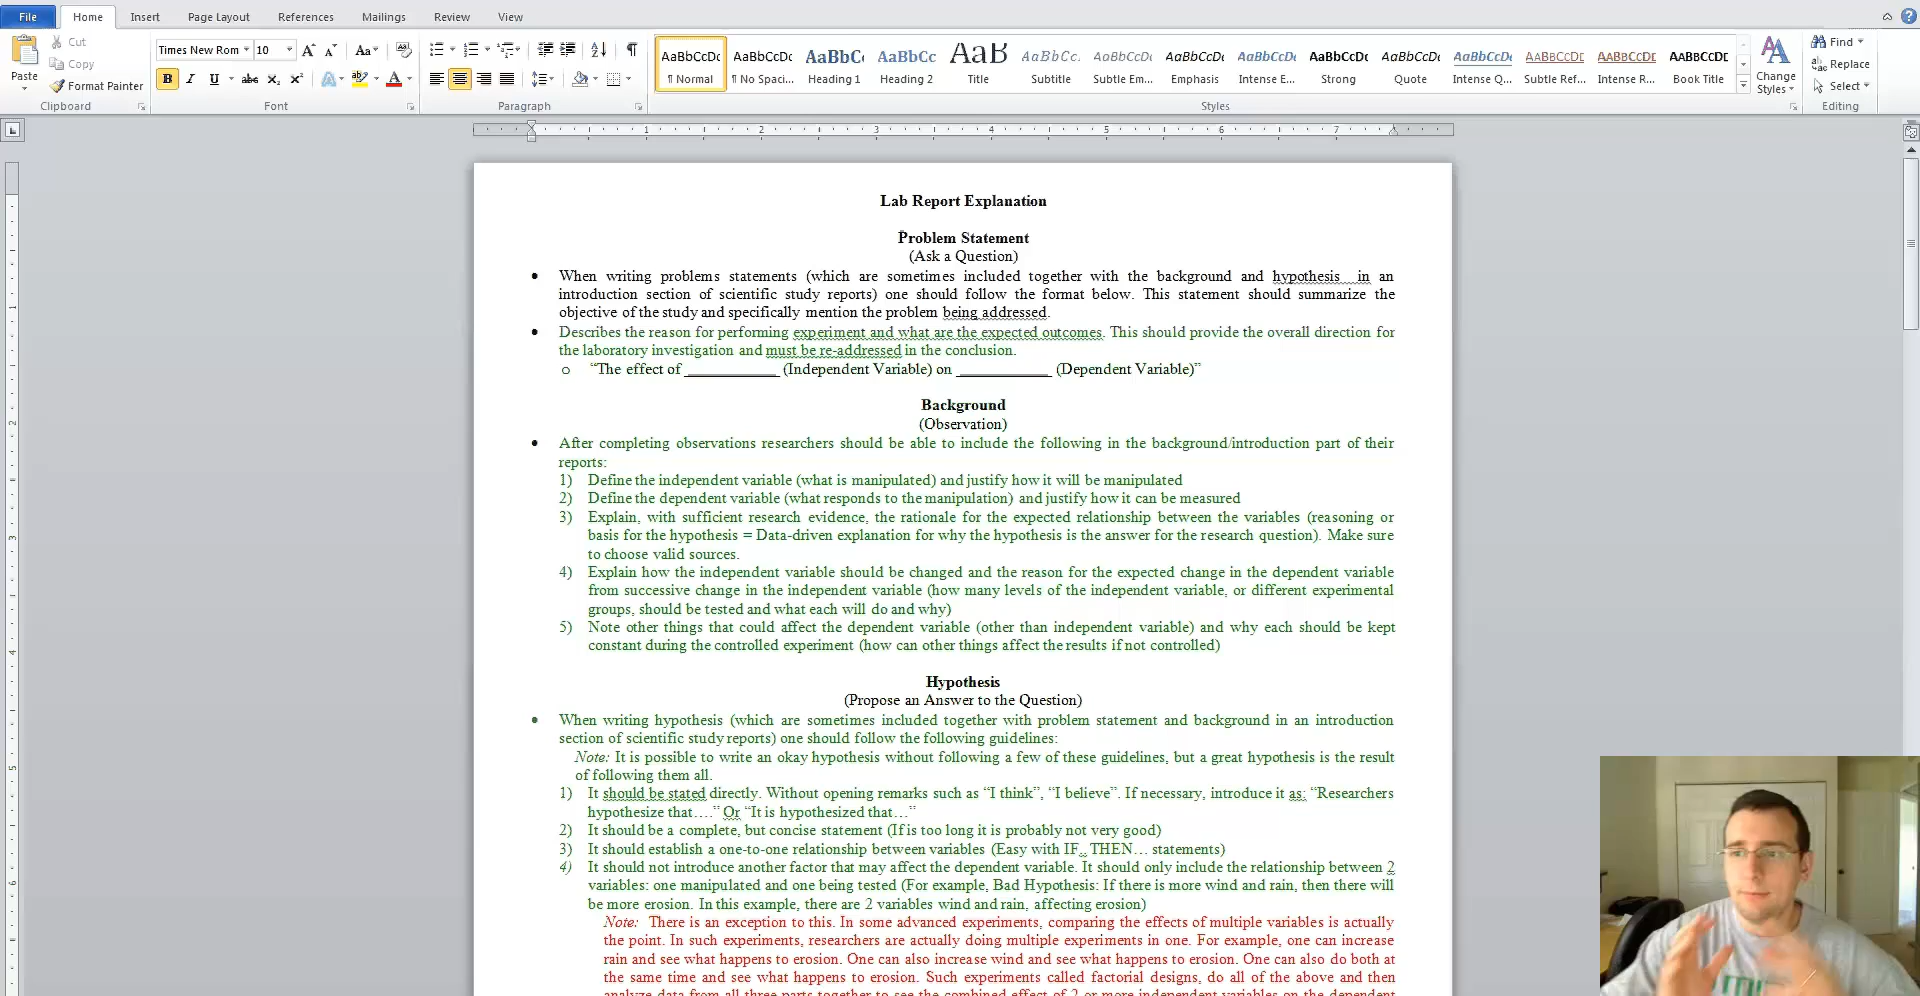 File Home Insert Page Layout References Mailings Review View
Cut
Copy
Format Painter
Paste
Clipboard
Times New Rom 10
Font
Paragraph
AaBbCcDc AaBbCcDc AaBbC AaBbCc AaB AaBbCc. AaBbCcDc AaBbCcDc AaBbCcDc AaBbCcDc AaBbCcDc AaBbCcDc AABBCCDE AABBCCDE AABBCCDE
¶ Normal ¶ No Spaci... Heading 1 Heading 2 Title Subtitle Subtle Em... Emphasis Intense E... Strong Quote Intense Q... Subtle Ref... Intense R... Book Title
Styles
Change Styles
Find
Replace
Select
Editing
1 2 3 4 5 6 7
Lab Report Explanation
Problem Statement
(Ask a Question)
• When writing problems statements (which are sometimes included together with the background and hypothesis in an
introduction section of scientific study reports) one should follow the format below. This statement should summarize the
objective of the study and specifically mention the problem being addressed.
• Describes the reason for performing experiment and what are the expected outcomes. This should provide the overall direction for
the laboratory investigation and must be re-addressed in the conclusion.
o “The effect of ____________ (Independent Variable) on ____________ (Dependent Variable)”
Background
(Observation)
• After completing observations researchers should be able to include the following in the background/introduction part of their
reports:
1) Define the independent variable (what is manipulated) and justify how it will be manipulated
2) Define the dependent variable (what responds to the manipulation) and justify how it can be measured
3) Explain, with sufficient research evidence, the rationale for the expected relationship between the variables (reasoning or
basis for the hypothesis = Data-driven explanation for why the hypothesis is the answer for the research question). Make sure
to choose valid sources.
4) Explain how the independent variable should be changed and the reason for the expected change in the dependent variable
from successive change in the independent variable (how many levels of the independent variable, or different experimental
groups, should be tested and what each will do and why)
5) Note other things that could affect the dependent variable (other than independent variable) and why each should be kept
constant during the controlled experiment (how can other things affect the results if not controlled)
Hypothesis
(Propose an Answer to the Question)
• When writing hypothesis (which are sometimes included together with problem statement and background in an introduction
section of scientific study reports) one should follow the following guidelines:
Note: It is possible to write an okay hypothesis without following a few of these guidelines, but a great hypothesis is the result
of following them all.
1) It should be stated directly. Without opening remarks such as “I think”, “I believe”. If necessary, introduce it as: “Researchers
hypothesize that….” Or “It is hypothesized that…”
2) It should be a complete, but concise statement (If is too long it is probably not very good)
3) It should establish a one-to-one relationship between variables (Easy with IF.. THEN… statements)
4) It should not introduce another factor that may affect the dependent variable. It should only include the relationship between 2
variables: one manipulated and one being tested (For example, Bad Hypothesis: If there is more wind and rain, then there will
be more erosion. In this example, there are 2 variables wind and rain, affecting erosion)
Note: There is an exception to this. In some advanced experiments, comparing the effects of multiple variables is actually
the point. In such experiments, researchers are actually doing multiple experiments in one. For example, one can increase
rain and see what happens to erosion. One can also increase wind and see what happens to erosion. One can also do both at
the same time and see what happens to erosion. Such experiments called factorial designs, do all of the above and then
analyze data from all three parts together to see the combined effect of 2 or more independent variables on the dependent